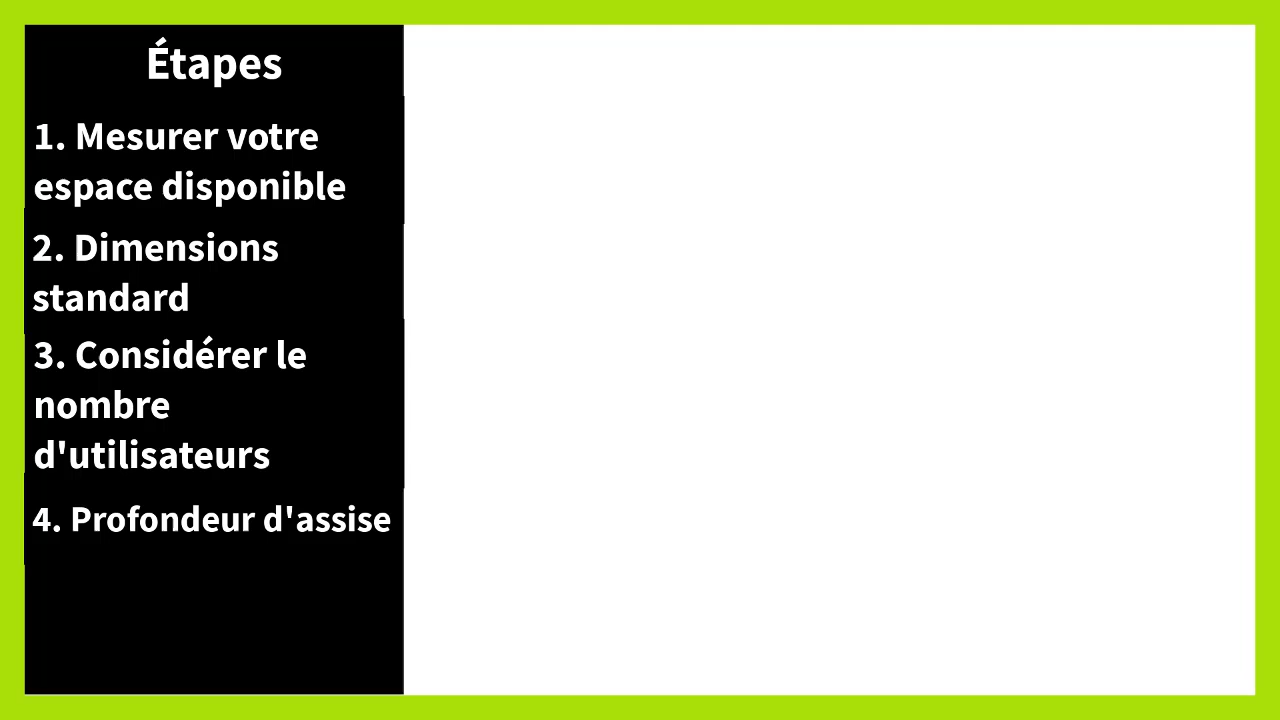 Étapes
1. Mesurer votre
espace disponible
2. Dimensions
standard
3. Considérer le
nombre
d'utilisateurs
4. Profondeur d'assise